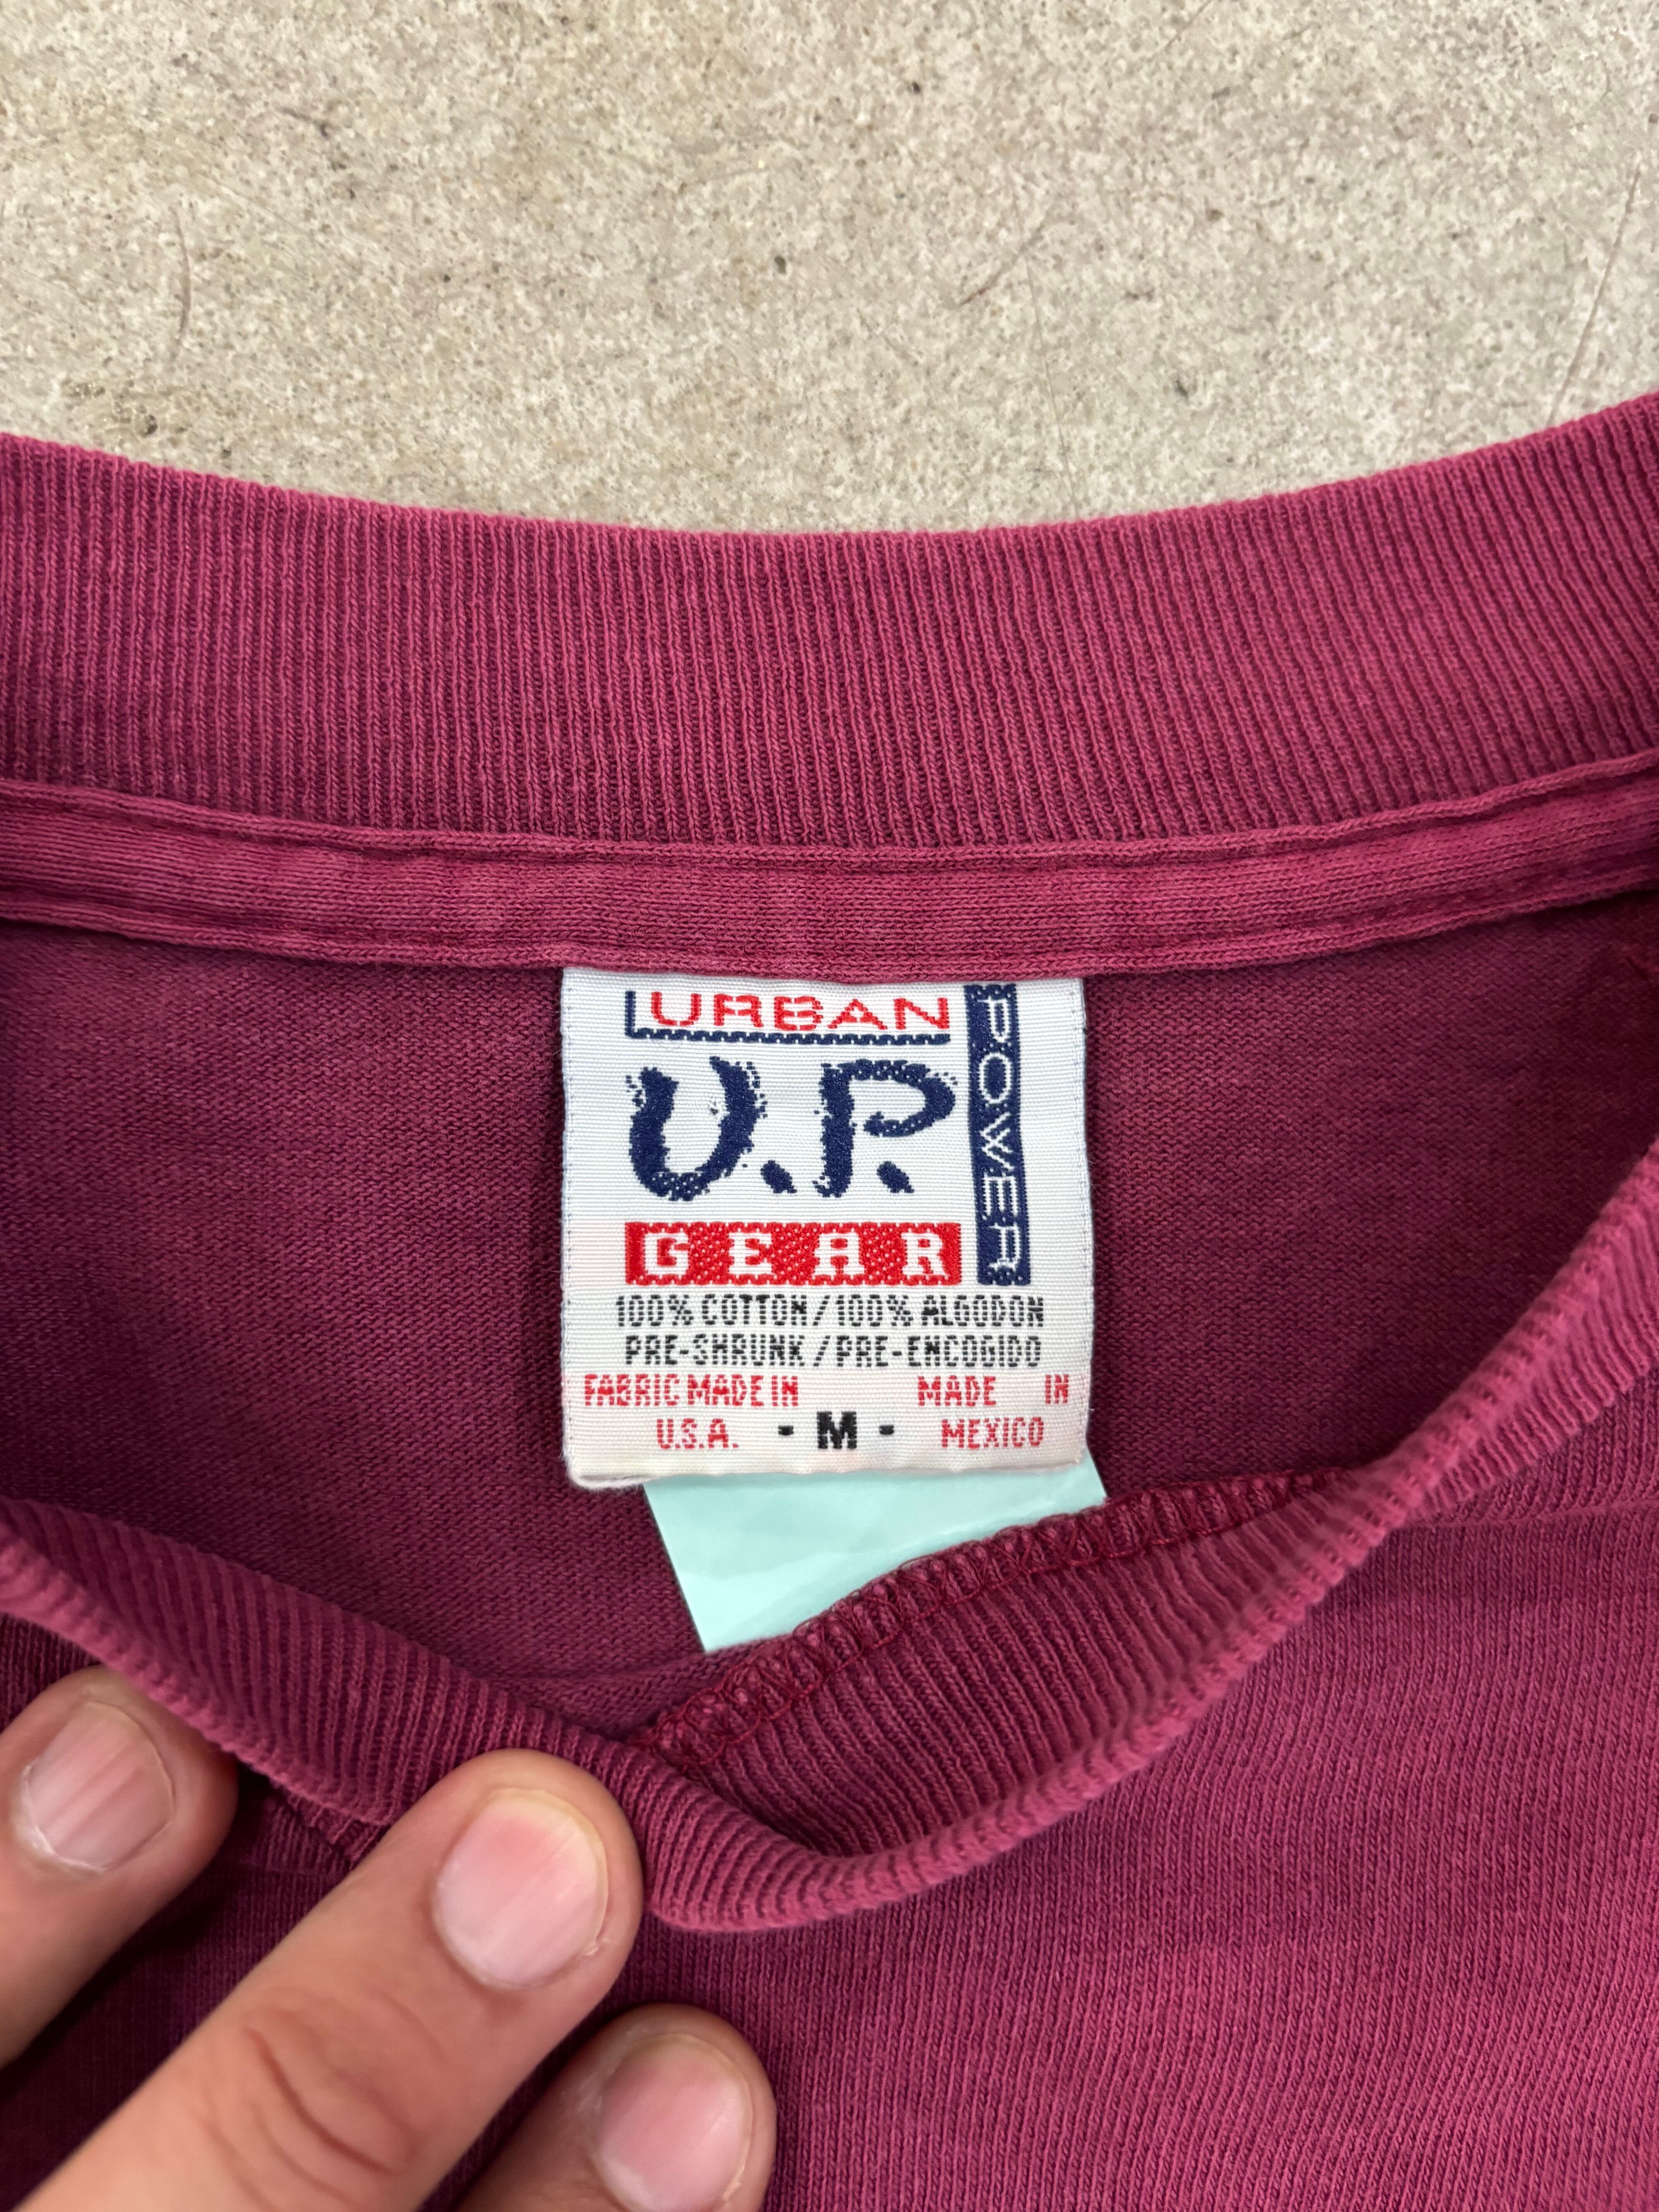 URBAN
POWER
U.P.
GEAR
100% COTTON / 100% ALGODON
PRE-SHRUNK / PRE-ENCOGIDO
FABRIC MADE IN MADE IN
U.S.A. - M - MEXICO